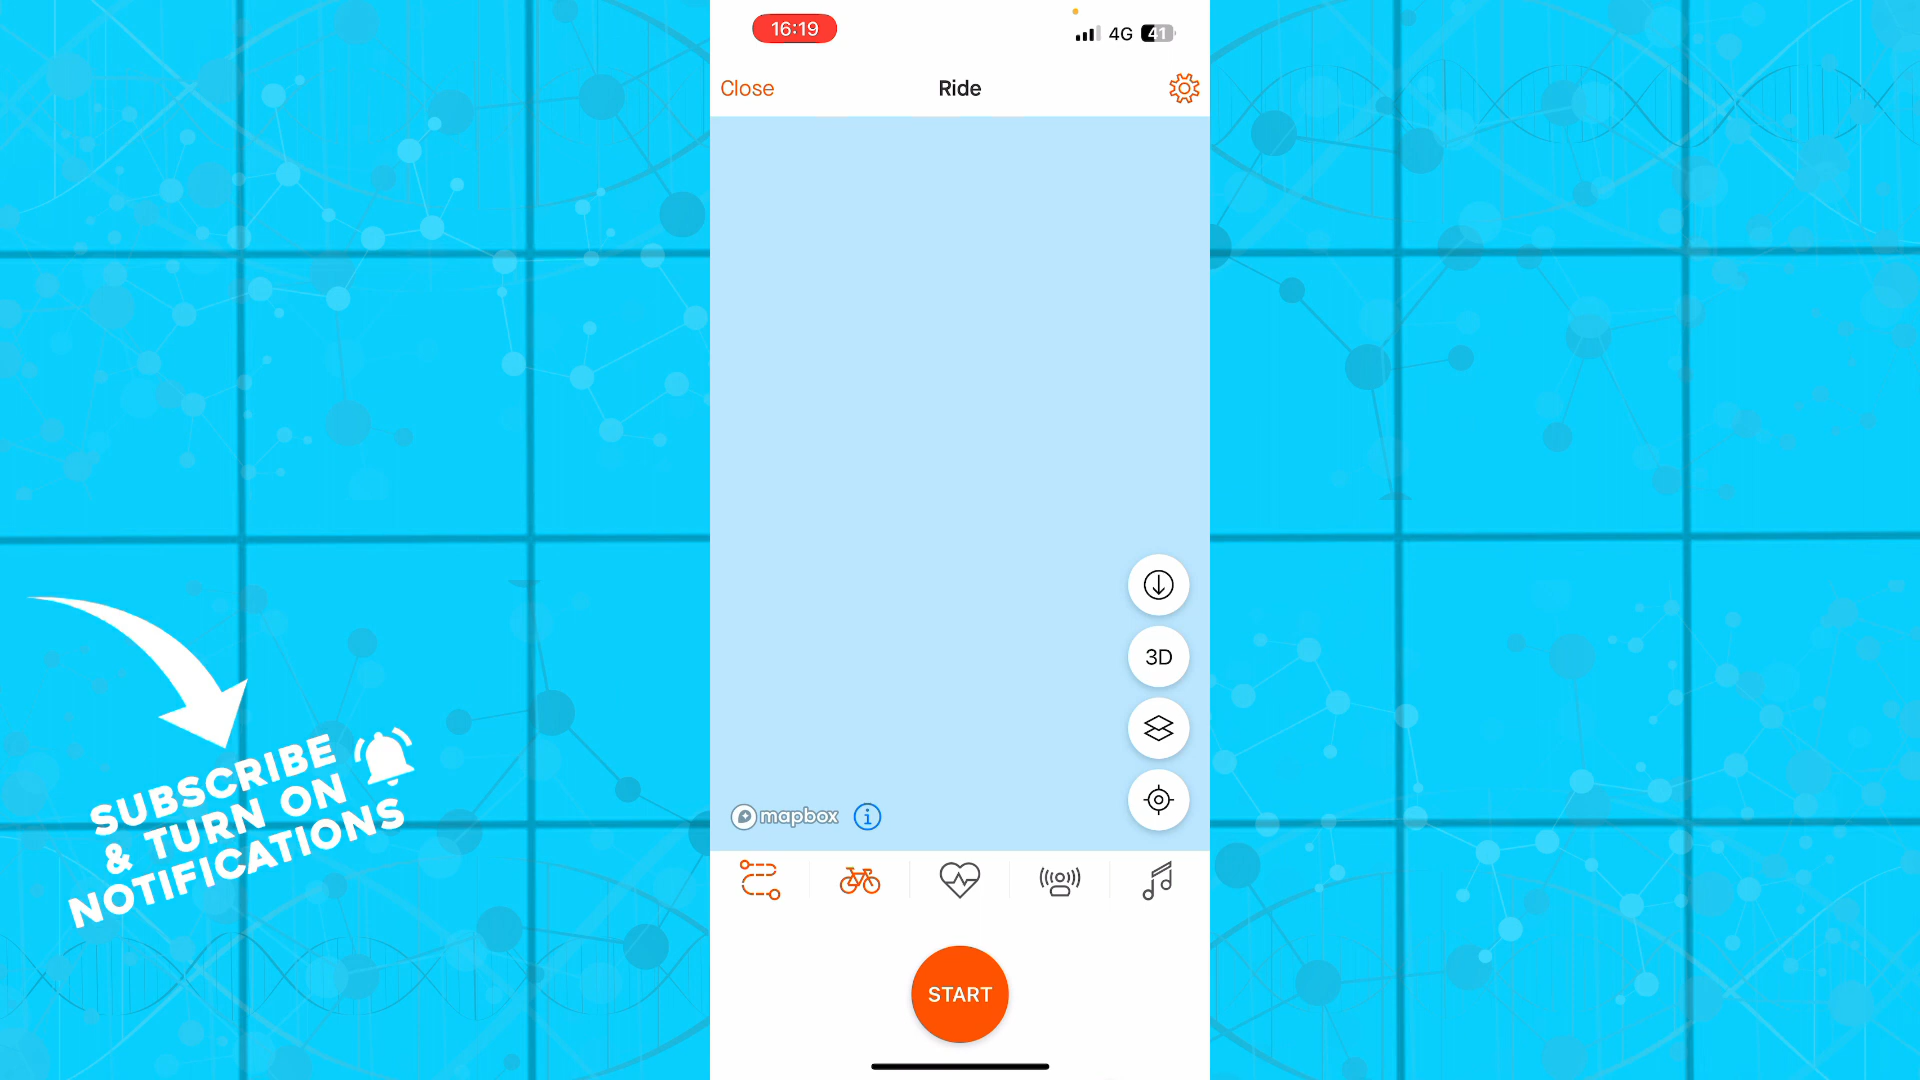 16:19
4G 41
Close
Ride
3D
mapbox
START
SUBSCRIBE
& TURN ON
NOTIFICATIONS